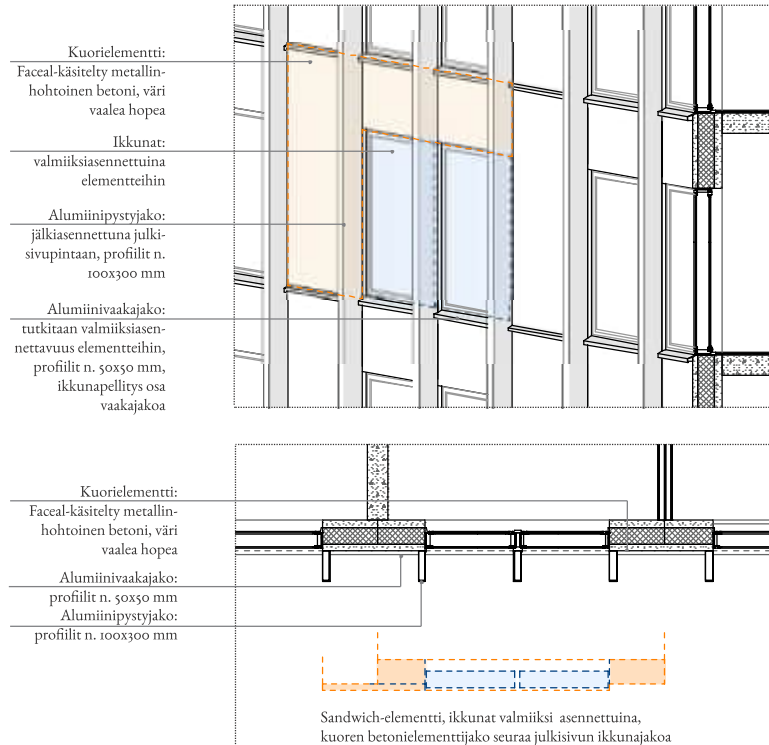 Kuorielementti:
Faceal-käsitelty metallin-
hohtoinen betoni, väri
vaalea hopea
Ikkunat:
valmiiksiasennettuina
elementteihin
Alumiinipystyjako:
jälkiasennettuna julki-
sivupintaan, profiilit n.
100x300 mm
Alumiinivaakajako:
tutkitaan valmiiksiasen-
nettavuus elementteihin,
profiilit n. 50x50 mm,
ikkunapellitys osa
vaakajakoa
Kuorielementti:
Faceal-käsitelty metallin-
hohtoinen betoni, väri
vaalea hopea
Alumiinivaakajako:
profiilit n. 50x50 mm
Alumiinipystyjako:
profiilit n. 100x300 mm
Sandwich-elementti, ikkunat valmiiksi asennettuina,
kuoren betonielementtijako seuraa julkisivun ikkunajakoa